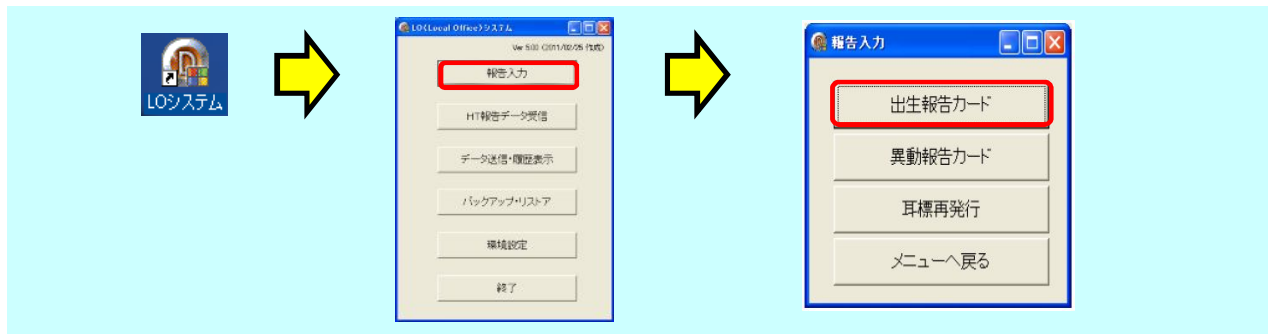 LOシステム
LO(Local Office)システム
Ver 5.00 (2011/02/25 作成)
報告入力
HT報告データ受信
データ送信・履歴表示
バックアップ・リストア
環境設定
終了
報告入力
出生報告カード
異動報告カード
耳標再発行
メニューへ戻る